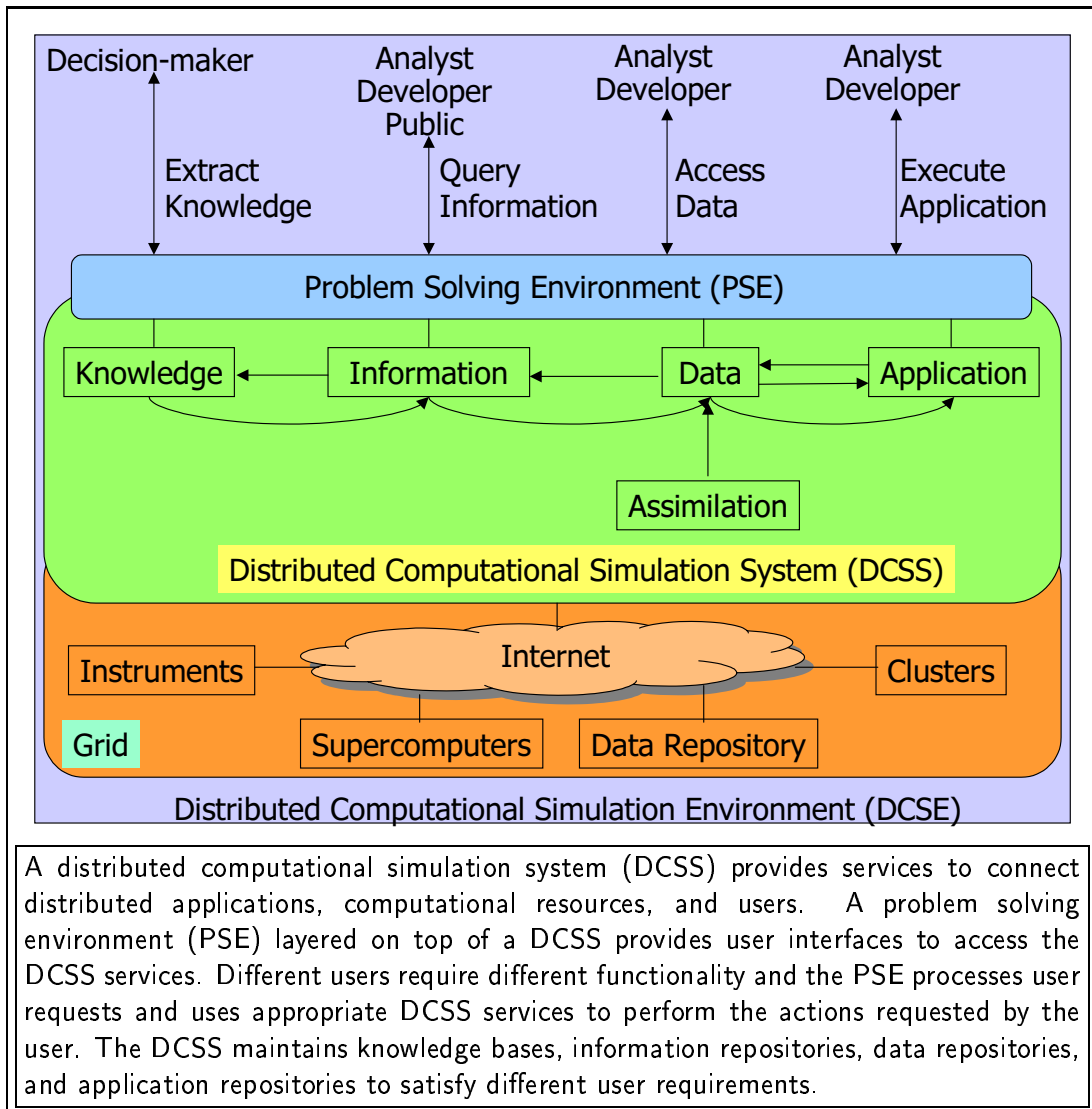 Decision-maker
Analyst
Developer
Public
Analyst
Developer
Analyst
Developer
Extract
Knowledge
Query
Information
Access
Data
Execute
Application
Problem Solving Environment (PSE)
Knowledge
Information
Data
Application
Assimilation
Distributed Computational Simulation System (DCSS)
Internet
Instruments
Clusters
Grid
Supercomputers
Data Repository
Distributed Computational Simulation Environment (DCSE)
A distributed computational simulation system (DCSS) provides services to connect
distributed applications, computational resources, and users. A problem solving
environment (PSE) layered on top of a DCSS provides user interfaces to access the
DCSS services. Different users require different functionality and the PSE processes user
requests and uses appropriate DCSS services to perform the actions requested by the
user. The DCSS maintains knowledge bases, information repositories, data repositories,
and application repositories to satisfy different user requirements.